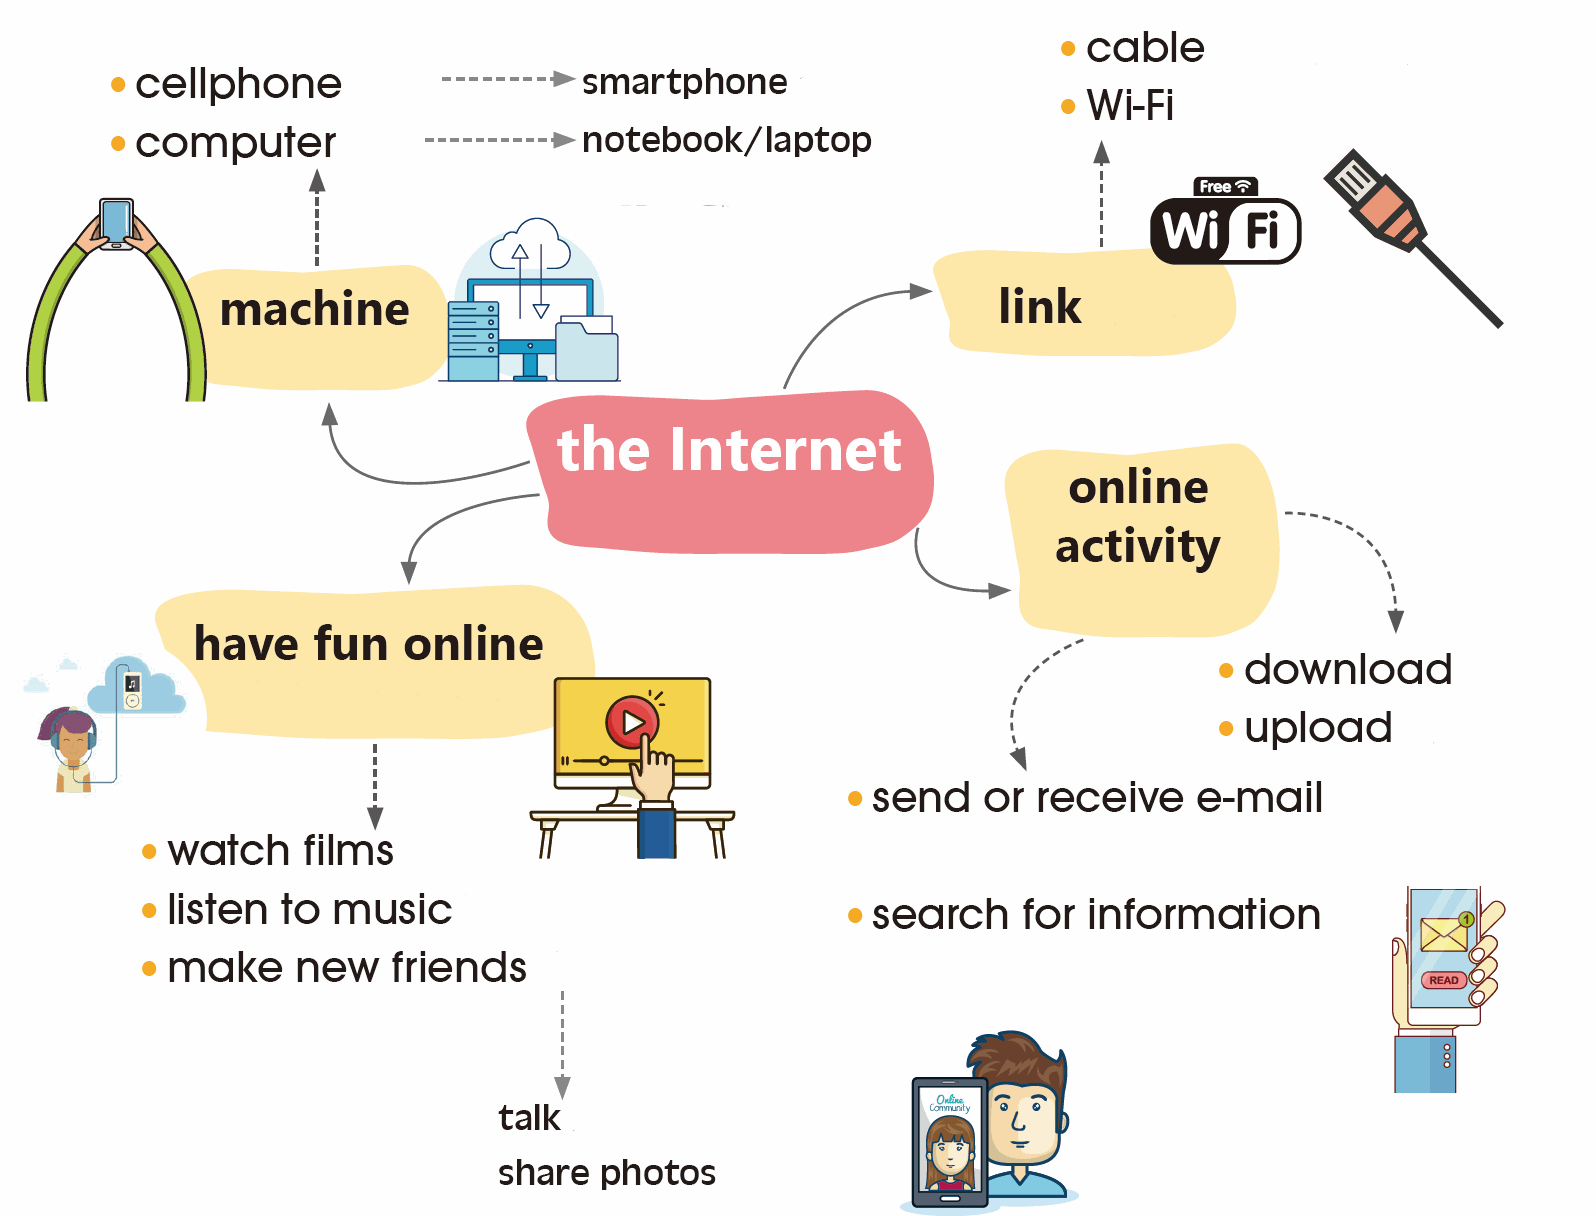 cable
cellphone
smartphone
Wi-Fi
computer
notebook/laptop
Free
Wi Fi
machine
link
the Internet
online
activity
have fun online
download
upload
send or receive e-mail
watch films
listen to music
search for information
make new friends
1
READ
Online
Community
talk
share photos